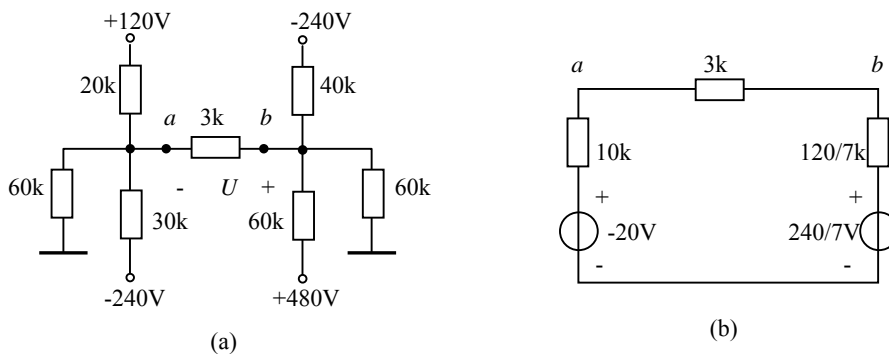 +120V
-240V
20k
40k
a
3k
b
60k
-
U
+
60k
30k
60k
-240V
+480V
(a)
a
3k
b
10k
120/7k
+
+
-20V
240/7V
-
-
(b)